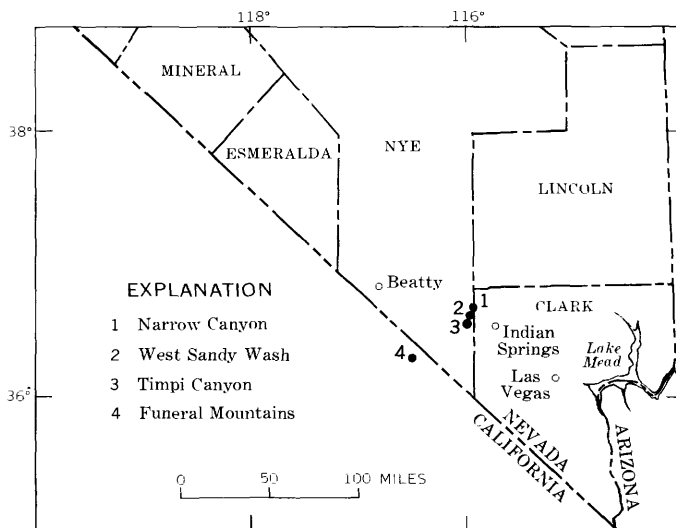 118° 116°
MINERAL
38°
ESMERALDA
NYE
LINCOLN
Beatty
EXPLANATION
1 Narrow Canyon
2 West Sandy Wash
3 Timpi Canyon
4 Funeral Mountains
1
2
3
4
CLARK
Indian
Springs
Lake
Mead
Las
Vegas
36°
NEVADA
CALIFORNIA
ARIZONA
0 50 100 MILES